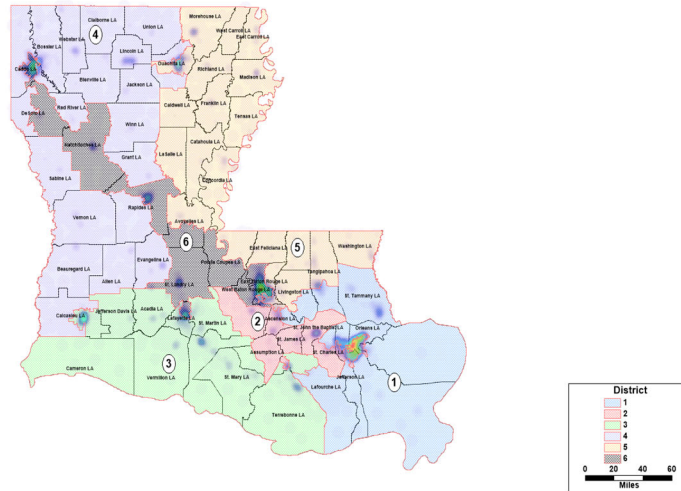 Claiborne LA
Union LA
Morehouse LA
West Carroll LA
East Carroll LA
4
Webster LA
Bossier LA
Lincoln LA
Ouachita LA
Richland LA
Caddo LA
Madison LA
Bienville LA
Jackson LA
Caldwell LA
Franklin LA
Red River LA
DeSoto LA
Tensas LA
Winn LA
Natchitoches LA
Catahoula LA
Grant LA
LaSalle LA
Sabine LA
Concordia LA
Rapides LA
Vernon LA
Avoyelles LA
6
East Feliciana LA
5
Washington LA
Evangeline LA
Pointe Coupee LA
Tangipahoa LA
Beauregard LA
Allen LA
St. Landry LA
East Baton Rouge LA
West Baton Rouge LA
Livingston LA
St. Tammany LA
Calcasieu LA
Jefferson Davis LA
Acadia LA
Lafayette LA
St. Martin LA
2
Ascension LA
St. John the Baptist LA
Orleans LA
St. James LA
Assumption LA
St. Charles LA
3
Cameron LA
Vermilion LA
St. Mary LA
Jefferson LA
1
Lafourche LA
Terrebonne LA
District
1
2
3
4
5
6
0 20 40 60
Miles